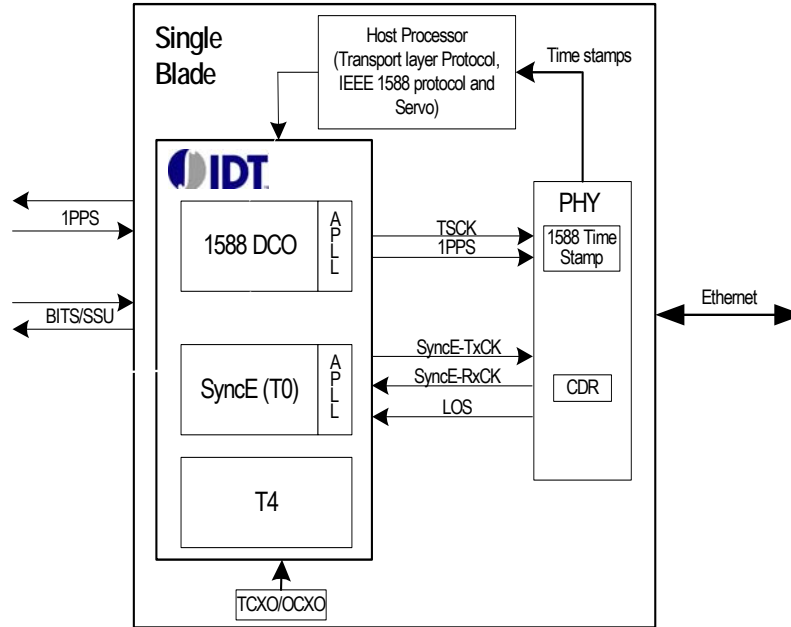 Single
Blade
Host Processor
(Transport layer Protocol,
IEEE 1588 protocol and
Servo)
Time stamps
IDT
PHY
1PPS
1588 DCO
APLL
TSCK
1PPS
1588 Time
Stamp
BITS/SSU
Ethernet
SyncE (T0)
APLL
SyncE-TxCK
SyncE-RxCK
LOS
CDR
T4
TCXO/OCXO